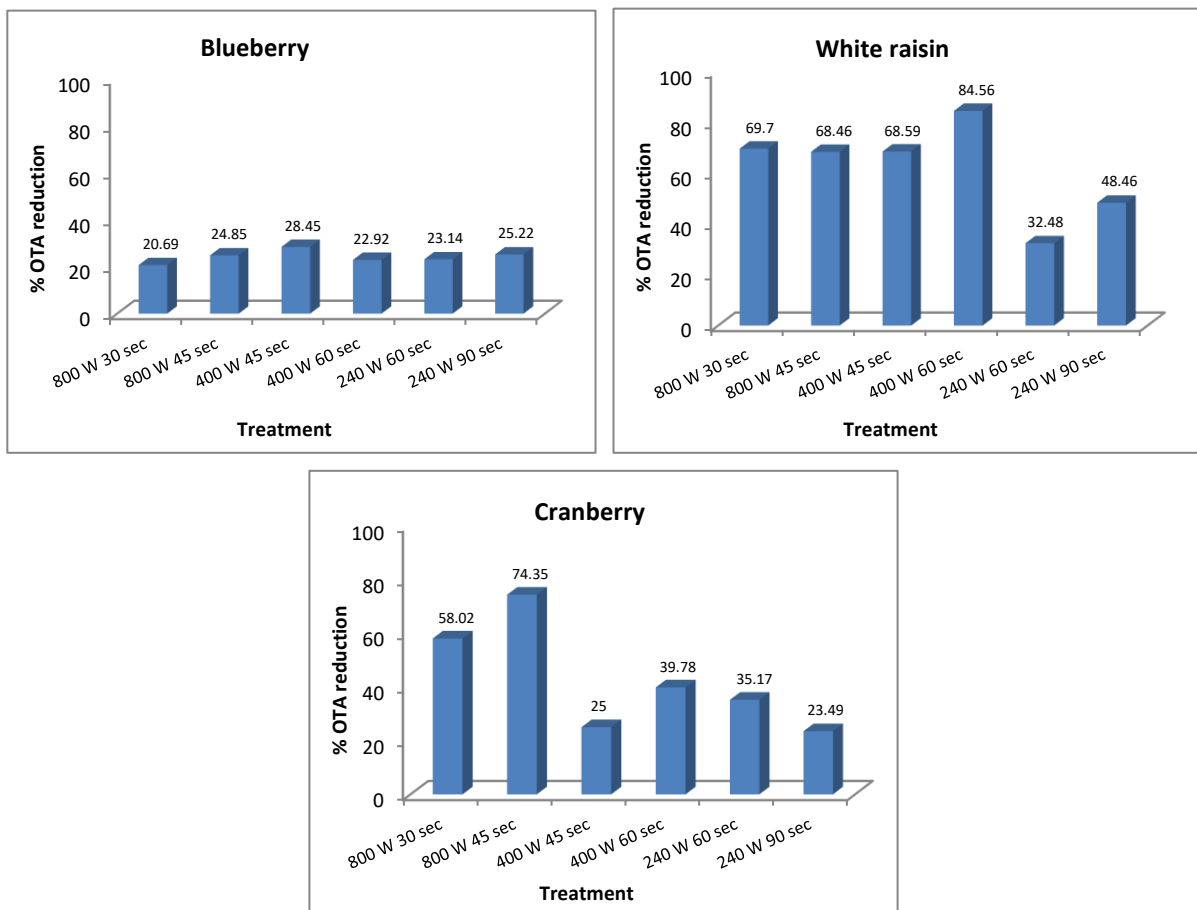 Blueberry
% OTA reduction
100
80
60
40
20
0
20.69
24.85
28.45
22.92
23.14
25.22
800 W 30 sec
800 W 45 sec
400 W 45 sec
400 W 60 sec
240 W 60 sec
240 W 90 sec
Treatment
White raisin
% OTA reduction
100
80
60
40
20
0
69.7
68.46
68.59
84.56
32.48
48.46
800 W 30 sec
800 W 45 sec
400 W 45 sec
400 W 60 sec
240 W 60 sec
240 W 90 sec
Treatment
Cranberry
% OTA reduction
100
80
60
40
20
0
58.02
74.35
25
39.78
35.17
23.49
800 W 30 sec
800 W 45 sec
400 W 45 sec
400 W 60 sec
240 W 60 sec
240 W 90 sec
Treatment